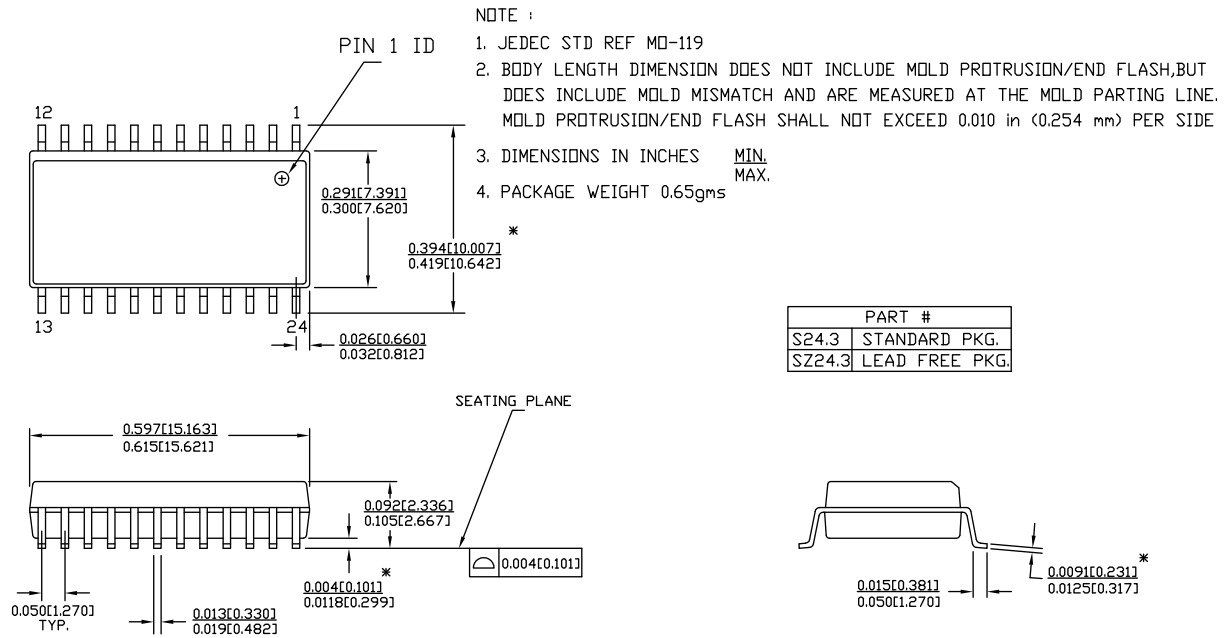 NOTE :
1. JEDEC STD REF MO-119
2. BODY LENGTH DIMENSION DOES NOT INCLUDE MOLD PROTRUSION/END FLASH,BUT
DOES INCLUDE MOLD MISMATCH AND ARE MEASURED AT THE MOLD PARTING LINE.
MOLD PROTRUSION/END FLASH SHALL NOT EXCEED 0.010 in (0.254 mm) PER SIDE
3. DIMENSIONS IN INCHES MIN.
MAX.
4. PACKAGE WEIGHT 0.65gms
PIN 1 ID
12 1
0.291[7.391]
0.300[7.620]
*
0.394[10.007]
0.419[10.642]
13 24
0.026[0.660]
0.032[0.812]
PART #
S24.3 STANDARD PKG.
SZ24.3 LEAD FREE PKG.
SEATING PLANE
0.597[15.163]
0.615[15.621]
0.092[2.336]
0.105[2.667]
0.004[0.101]
*
0.004[0.101]
0.0118[0.299]
0.050[1.270]
TYP.
0.013[0.330]
0.019[0.482]
0.015[0.381]
0.050[1.270]
*
0.0091[0.231]
0.0125[0.317]